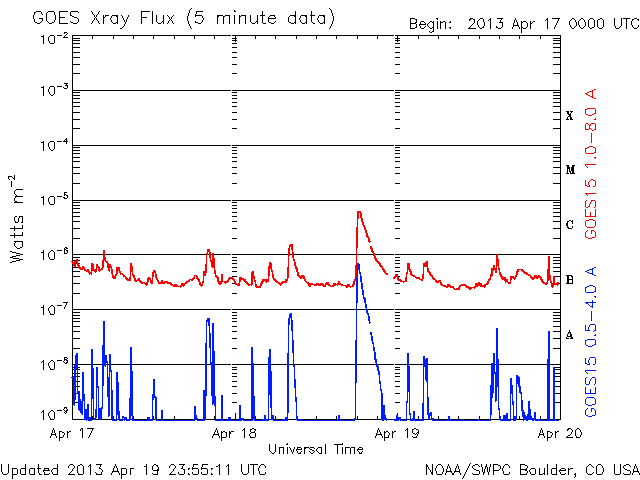 GOES Xray Flux (5 minute data)
Begin: 2013 Apr 17 0000 UTC
10⁻²
10⁻³
10⁻⁴
10⁻⁵
10⁻⁶
10⁻⁷
10⁻⁸
10⁻⁹
Watts m⁻²
X
M
C
B
A
GOES15 1.0−8.0 A
GOES15 0.5−4.0 A
Apr 17
Apr 18
Apr 19
Apr 20
Universal Time
Updated 2013 Apr 19 23:55:11 UTC
NOAA/SWPC Boulder, CO USA